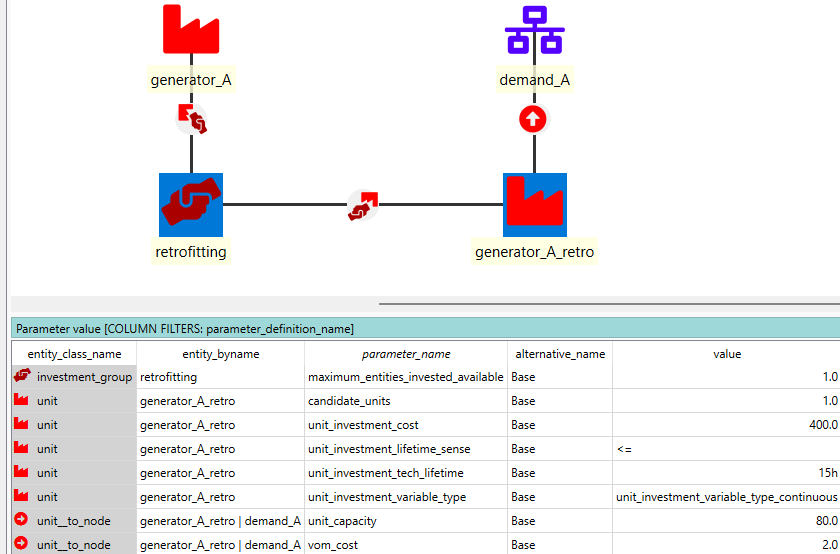 generator_A
demand_A
retrofitting
generator_A_retro
Parameter value [COLUMN FILTERS: parameter_definition_name]
entity_class_name entity_byname parameter_name alternative_name value
investment_group retrofitting maximum_entities_invested_available Base 1.0
unit generator_A_retro candidate_units Base 1.0
unit generator_A_retro unit_investment_cost Base 400.0
unit generator_A_retro unit_investment_lifetime_sense Base <=
unit generator_A_retro unit_investment_tech_lifetime Base 15h
unit generator_A_retro unit_investment_variable_type Base unit_investment_variable_type_continuous
unit__to_node generator_A_retro | demand_A unit_capacity Base 80.0
unit__to_node generator_A_retro | demand_A vom_cost Base 2.0